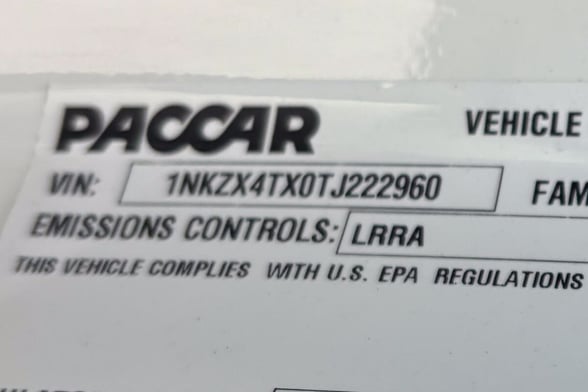 PACCAR VEHICLE
VIN: 1NKZX4TX0TJ222960 FAM
EMISSIONS CONTROLS: LRRA
THIS VEHICLE COMPLIES WITH U.S. EPA REGULATIONS